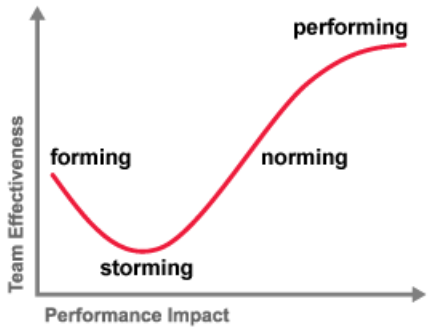 performing
forming
norming
storming
Team Effectiveness
Performance Impact